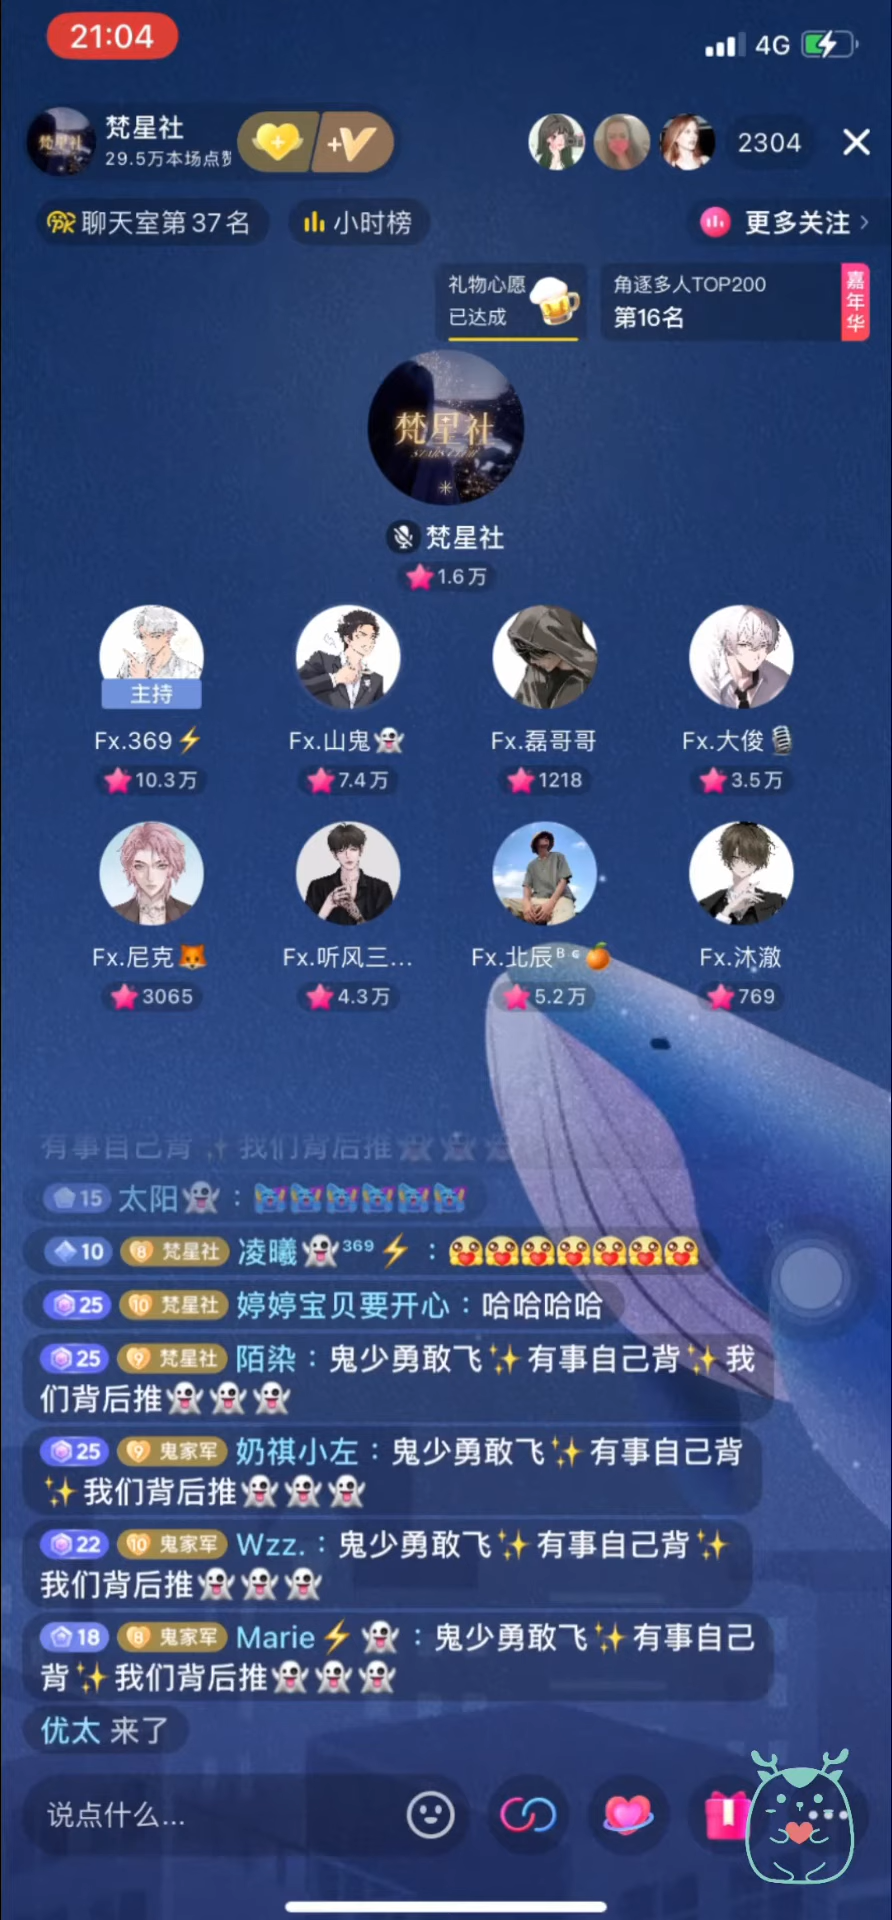 21:04
4G
梵星社
梵星社
29.5万本场点赞
+V
2304
聊天室第37名
小时榜
更多关注
礼物心愿
已达成
角逐多人TOP200
第16名
嘉年华
梵星社
梵星社
1.6万
主持
Fx.369⚡
Fx.山鬼👻
Fx.磊哥哥
Fx.大俊🎙
10.3万
7.4万
1218
3.5万
Fx.尼克🦊
Fx.听风三...
Fx.北辰ᴮᴳ🍊
Fx.沐澈
3065
4.3万
5.2万
769
有事自己背✨我们背后推👻👻👻
15 太阳👻：
10 8 梵星社 凌曦👻³⁶⁹⚡：
25 10 梵星社 婷婷宝贝要开心：哈哈哈哈
25 9 梵星社 陌染：鬼少勇敢飞✨有事自己背✨我
们背后推👻👻👻
25 9 鬼家军 奶祺小左：鬼少勇敢飞✨有事自己背
✨我们背后推👻👻👻
22 10 鬼家军 Wzz.：鬼少勇敢飞✨有事自己背✨
我们背后推👻👻👻
18 8 鬼家军 Marie⚡👻：鬼少勇敢飞✨有事自己
背✨我们背后推👻👻👻
优太 来了
说点什么...